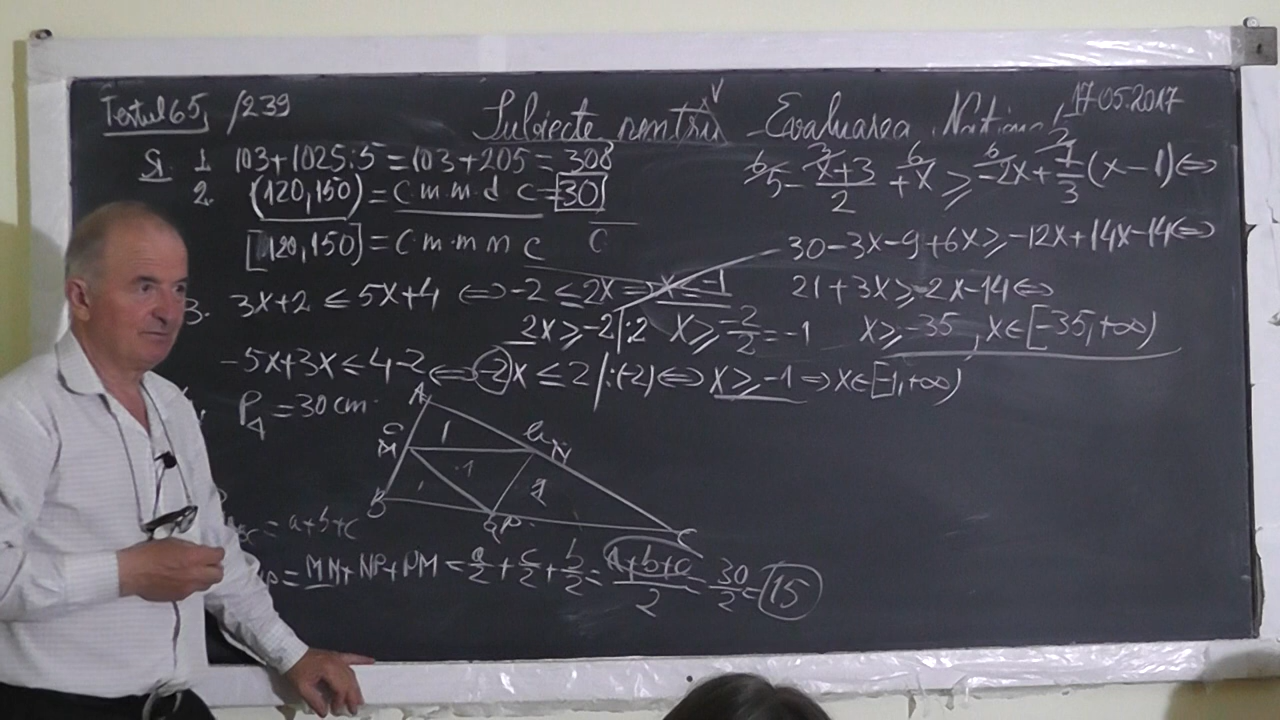 Testul 65, /239
Subiecte pentru Evaluarea Națională, 17.05.2017
SI. 1. 103+1025:5=103+205=308
2. (120,150)=C.m.m.d.c=30
[120,150]=C.m.m.m.c
3. 3x+2≤5x+4 ⇔-2≤2x⇒x=-1
2x≥-2|:2 x≥-2/2=-1
-5x+3x≤4-2⇔-2x≤2/:(-2)⇔x≥-1⇒x∈[-1,+∞)
P△=30cm.
A
M
N
B
P
C
=a+b+c
=MN+NP+PM=a/2+c/2+b/2=(a+b+c)/2=30/2=15
5-(x+3)/2+x≥-2x+7/3(x-1)⇔
30-3x-9+6x≥-12x+14x-14⇔
21+3x≥2x-14⇔
x≥-35, x∈[-35,+∞)